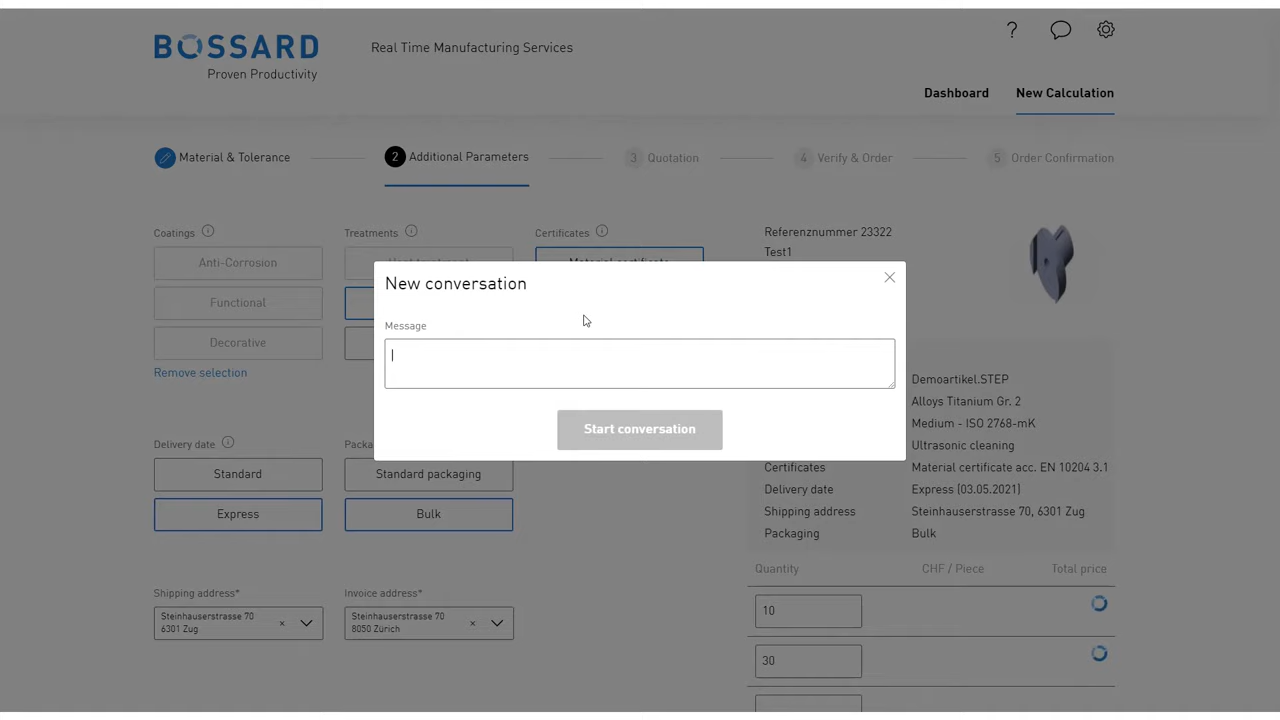 BOSSARD
Proven Productivity
Real Time Manufacturing Services
?
Dashboard
New Calculation
Material & Tolerance
2 Additional Parameters
3 Quotation
4 Verify & Order
5 Order Confirmation
Coatings
Treatments
Certificates
Anti-Corrosion
Functional
Decorative
Remove selection
Material certificate
Referenznummer 23322
Test1
New conversation
Message
Start conversation
Demoartikel.STEP
Alloys Titanium Gr. 2
Medium - ISO 2768-mK
Ultrasonic cleaning
Certificates
Material certificate acc. EN 10204 3.1
Delivery date
Express (03.05.2021)
Shipping address
Steinhauserstrasse 70, 6301 Zug
Packaging
Bulk
Delivery date
Packa
Standard
Standard packaging
Express
Bulk
Shipping address*
Invoice address*
Steinhauserstrasse 70
6301 Zug
Steinhauserstrasse 70
8050 Zürich
Quantity
CHF / Piece
Total price
10
30